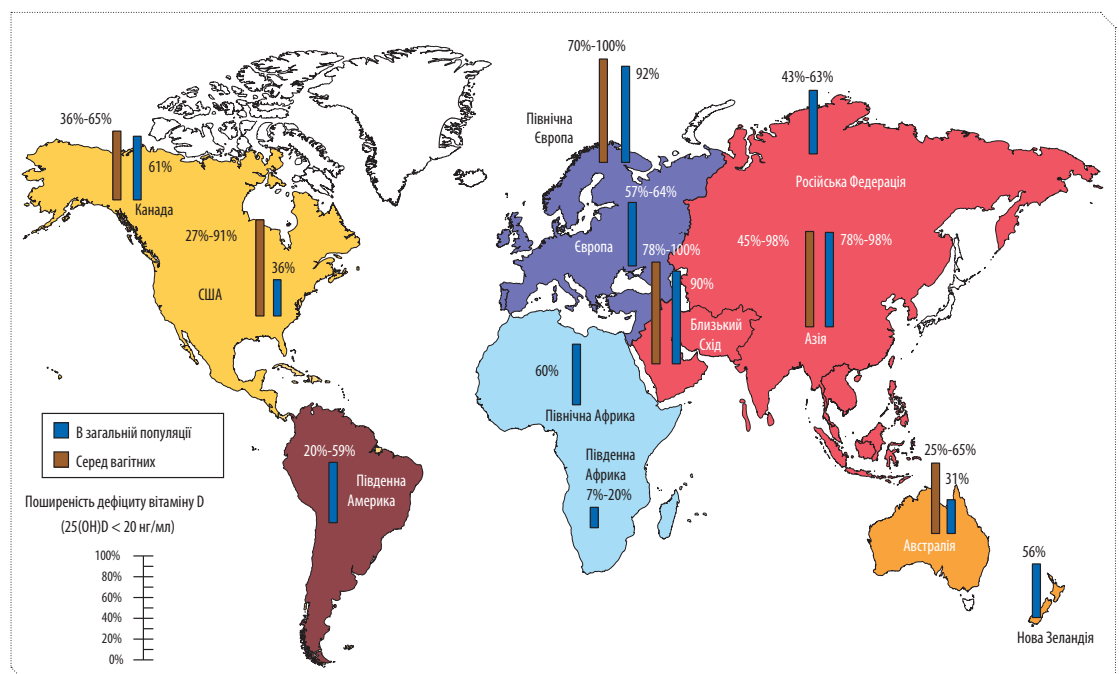 70%-100%
92%
Північна
Європа
43%-63%
36%-65%
61%
Канада
Російська Федерація
57%-64%
27%-91%
36%
США
Європа
78%-100%
90%
45%-98%
78%-98%
Близький
Схід
Азія
60%
Північна Африка
В загальній популяції
Серед вагітних
20%-59%
Південна
Америка
Південна
Африка
7%-20%
25%-65%
31%
Австралія
56%
Нова Зеландія
Поширеність дефіциту вітаміну D
(25(OH)D < 20 нг/мл)
100%
80%
60%
40%
20%
0%